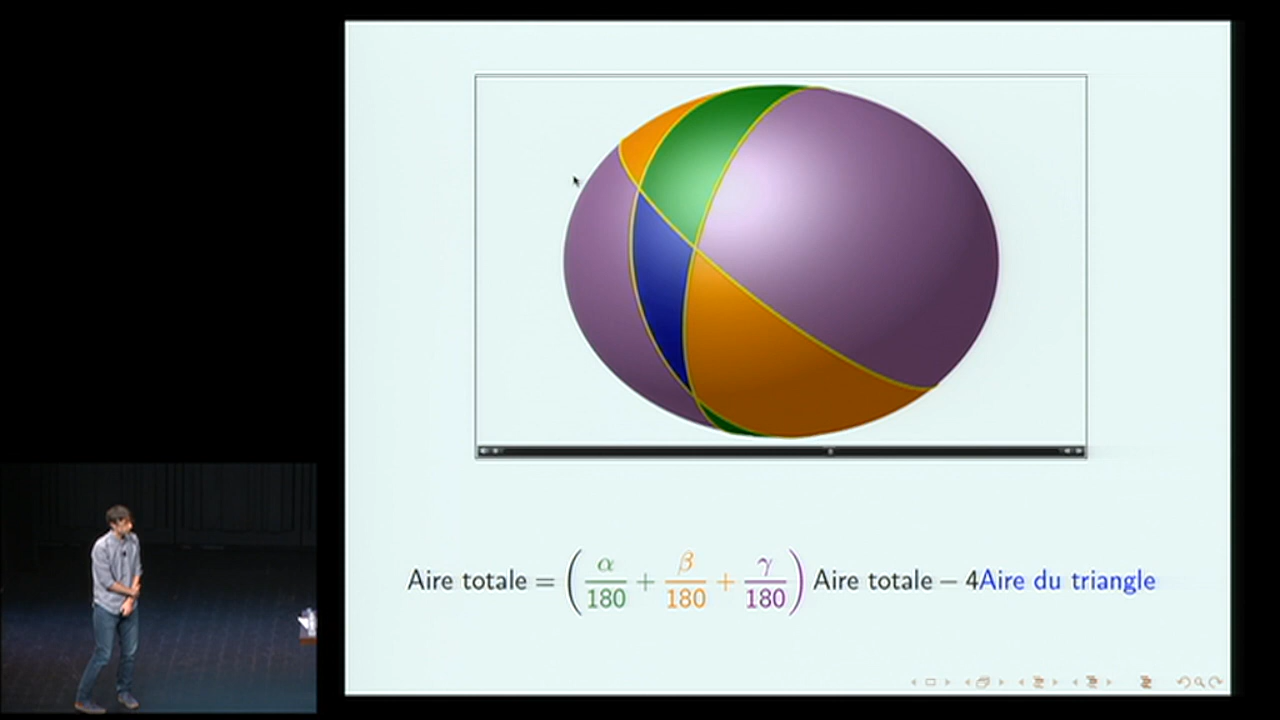 Aire totale = (α/180 + β/180 + γ/180) Aire totale − 4Aire du triangle